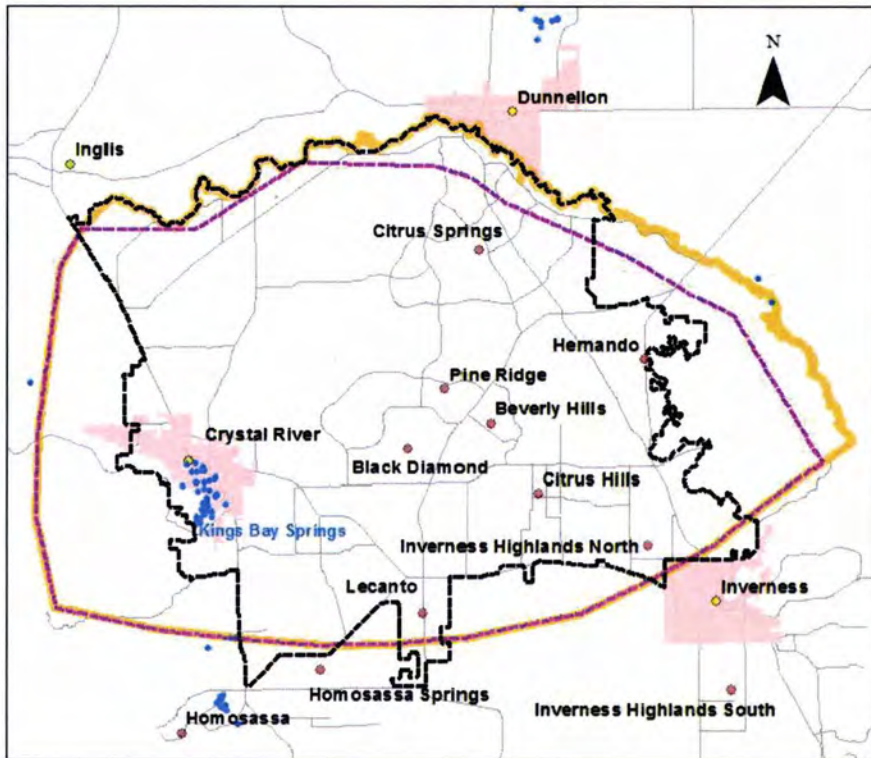 N
Dunnellon
Inglis
Citrus Springs
Hernando
Pine Ridge
Beverly Hills
Crystal River
Black Diamond
Citrus Hills
Kings Bay Springs
Inverness Highlands North
Lecanto
Inverness
Homosassa Springs
Inverness Highlands South
Homosassa